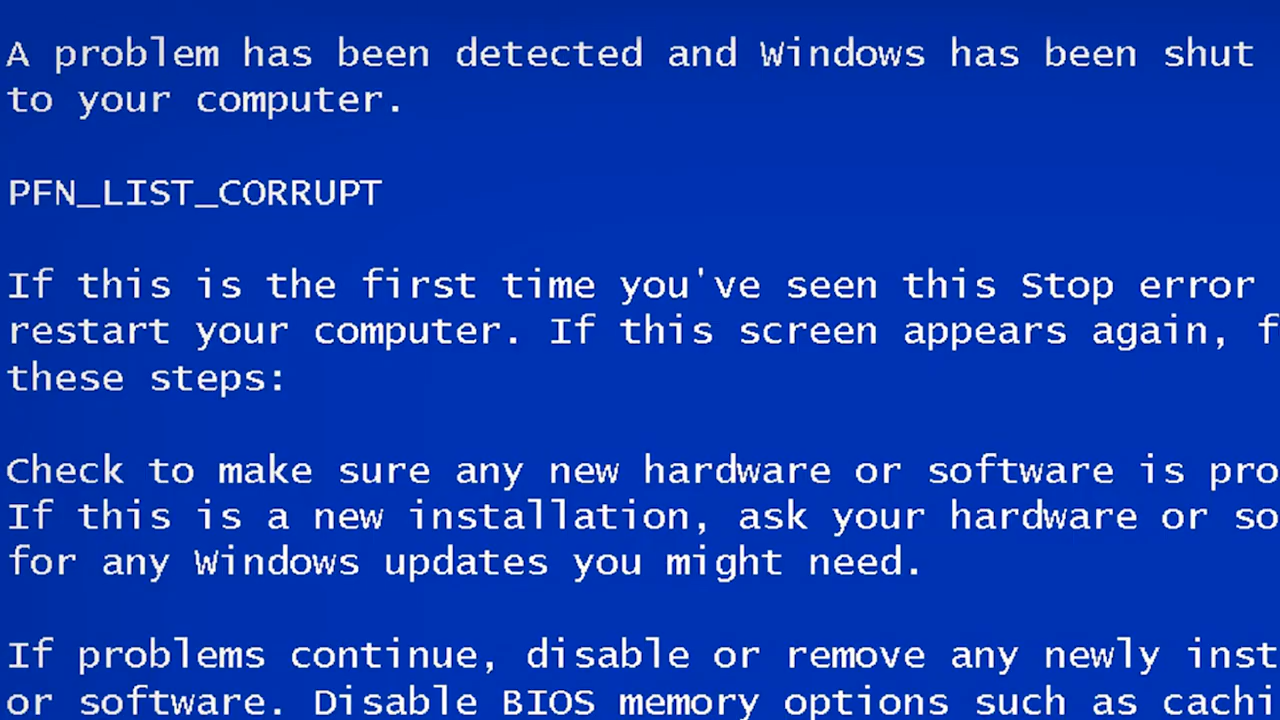 A problem has been detected and Windows has been shut
to your computer.
PFN_LIST_CORRUPT
If this is the first time you've seen this Stop error
restart your computer. If this screen appears again, f
these steps:
Check to make sure any new hardware or software is pro
If this is a new installation, ask your hardware or so
for any Windows updates you might need.
If problems continue, disable or remove any newly inst
or software. Disable BIOS memory options such as cachi